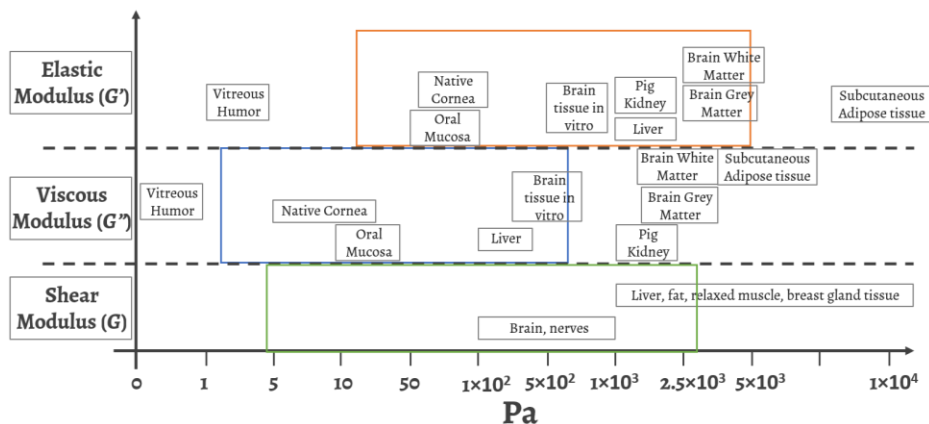 Elastic
Modulus (G')
Vitreous
Humor
Native
Cornea
Oral
Mucosa
Brain
tissue in
vitro
Pig
Kidney
Liver
Brain White
Matter
Brain Grey
Matter
Subcutaneous
Adipose tissue
Viscous
Modulus (G")
Vitreous
Humor
Native Cornea
Oral
Mucosa
Liver
Brain
tissue in
vitro
Brain White
Matter
Brain Grey
Matter
Pig
Kidney
Subcutaneous
Adipose tissue
Shear
Modulus (G)
Liver, fat, relaxed muscle, breast gland tissue
Brain, nerves
0 1 5 10 50 1×10² 5×10² 1×10³ 2.5×10³ 5×10³ 1×10⁴
Pa